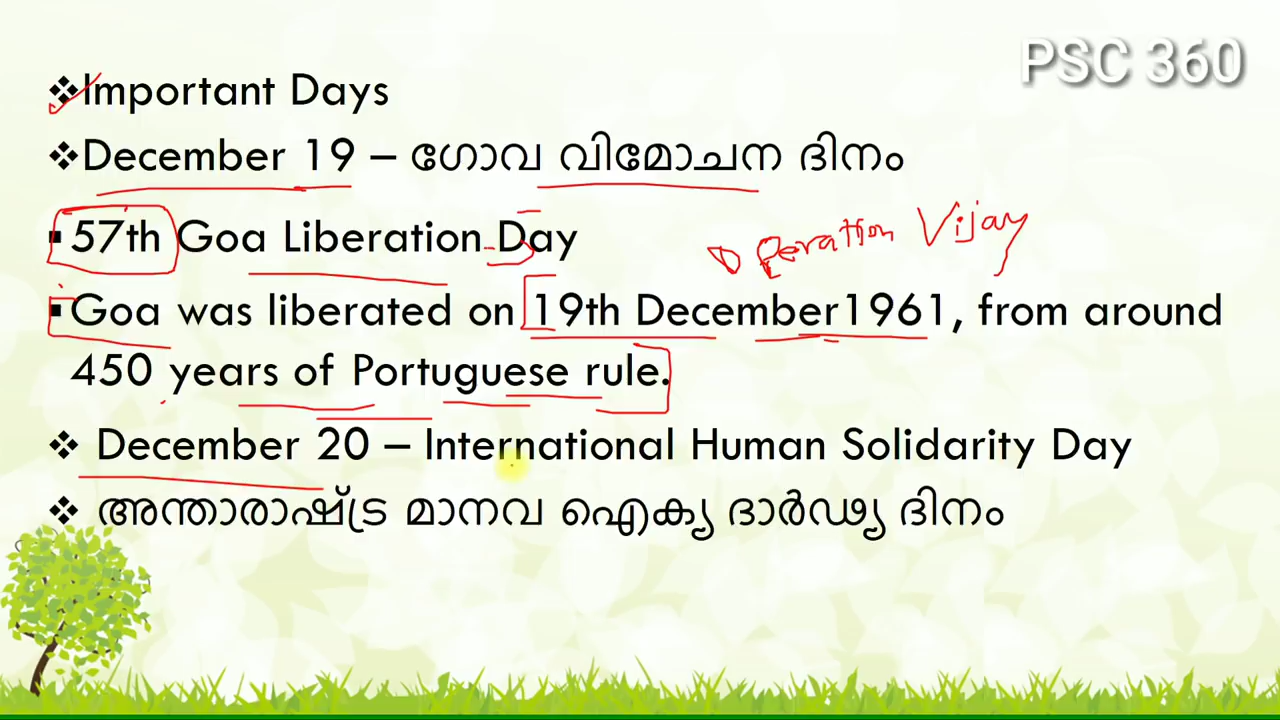 PSC 360
❖Important Days
❖December 19 – ഗോവ വിമോചന ദിനം
▪57th Goa Liberation Day
Operation Vijay
▪Goa was liberated on 19th December1961, from around
450 years of Portuguese rule.
❖ December 20 – International Human Solidarity Day
❖ അന്താരാഷ്ട്ര മാനവ ഐക്യ ദാർഢ്യ ദിനം